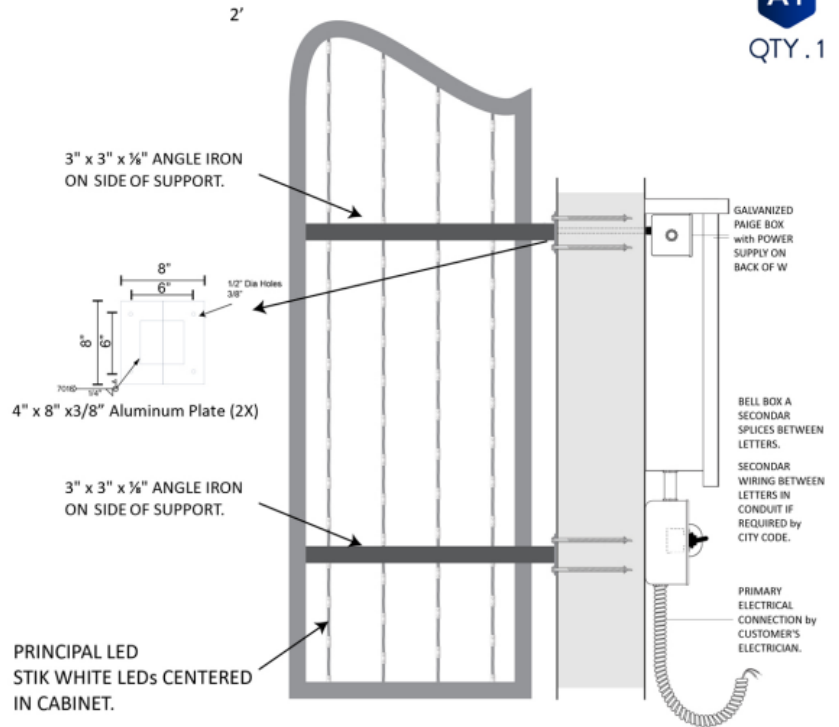 2'
A1
QTY.1
3" x 3" x ⅛" ANGLE IRON
ON SIDE OF SUPPORT.
GALVANIZED
PAIGE BOX
with POWER
SUPPLY ON
BACK OF W
8"
6"
1/2" Dia Holes
3/8"
8"
6"
1/4"
4" x 8" x3/8" Aluminum Plate (2X)
BELL BOX A
SECONDAR
SPLICES BETWEEN
LETTERS.
3" x 3" x ⅛" ANGLE IRON
ON SIDE OF SUPPORT.
SECONDAR
WIRING BETWEEN
LETTERS IN
CONDUIT IF
REQUIRED by
CITY CODE.
PRIMARY
ELECTRICAL
CONNECTION by
CUSTOMER'S
ELECTRICIAN.
PRINCIPAL LED
STIK WHITE LEDs CENTERED
IN CABINET.